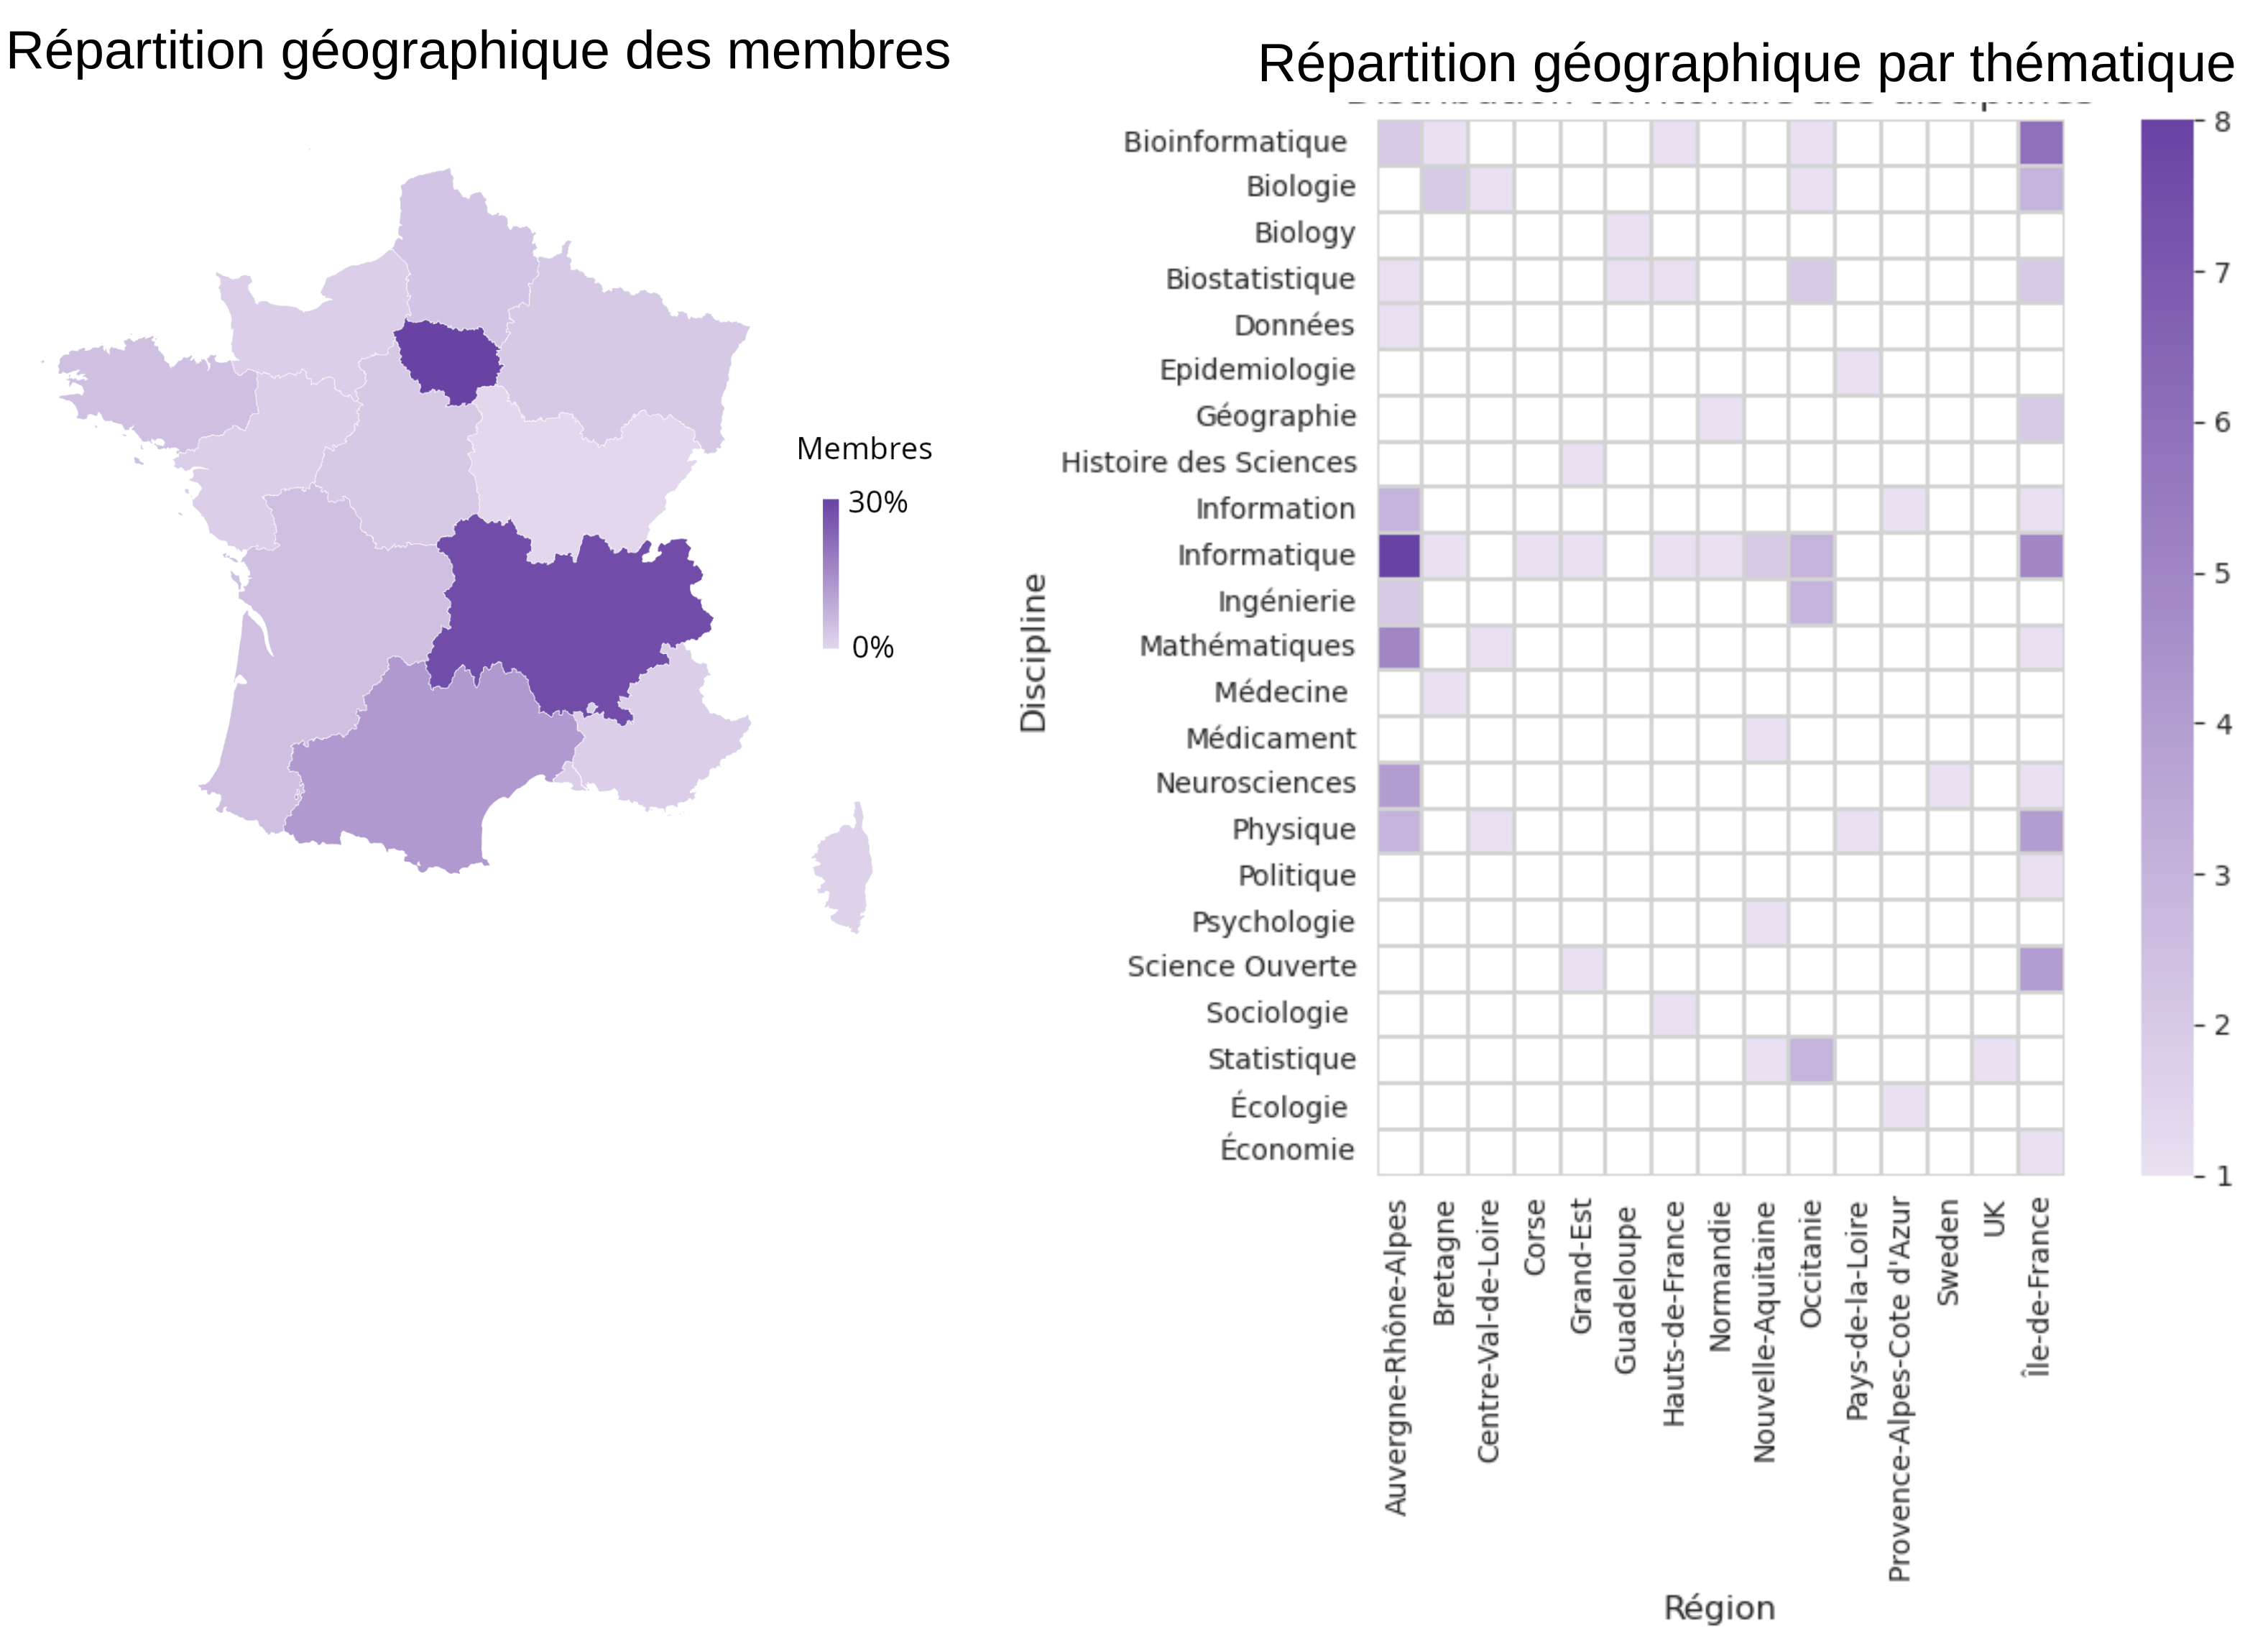 Répartition géographique des membres
Membres
30%
0%
Répartition géographique par thématique
Discipline
Bioinformatique
Biologie
Biology
Biostatistique
Données
Epidemiologie
Géographie
Histoire des Sciences
Information
Informatique
Ingénierie
Mathématiques
Médecine
Médicament
Neurosciences
Physique
Politique
Psychologie
Science Ouverte
Sociologie
Statistique
Écologie
Économie
8
7
6
5
4
3
2
1
Auvergne-Rhône-Alpes
Bretagne
Centre-Val-de-Loire
Corse
Grand-Est
Guadeloupe
Hauts-de-France
Normandie
Nouvelle-Aquitaine
Occitanie
Pays-de-la-Loire
Provence-Alpes-Cote d'Azur
Sweden
UK
Île-de-France
Région